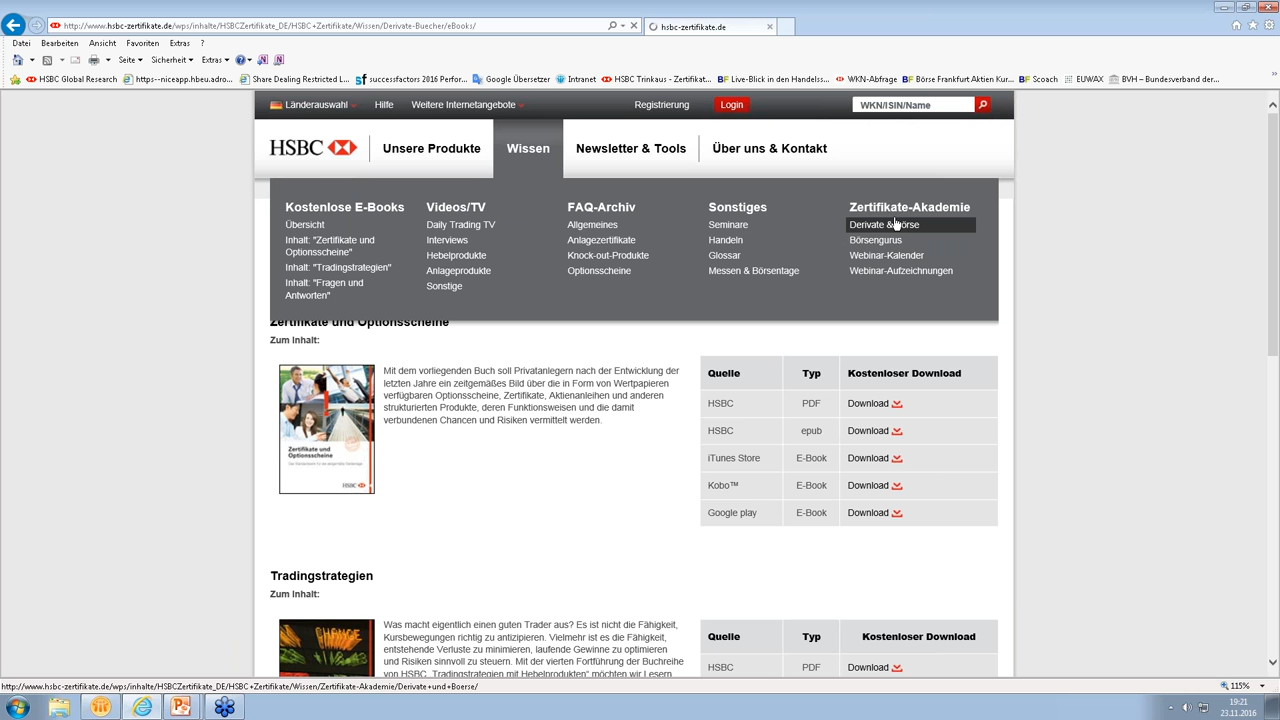 http://www.hsbc-zertifikate.de/wps/inhalte/HSBCZertifikate_DE/HSBC+Zertifikate/Wissen/Derivate-Buecher/eBooks/
hsbc-zertifikate.de
Datei Bearbeiten Ansicht Favoriten Extras ?
Seite Sicherheit Extras
HSBC Global Research https--niceapp.hbeu.adro... Share Dealing Restricted L... successfactors 2016 Perfor... Google Übersetzer Intranet HSBC Trinkaus - Zertifikat... BF Live-Blick in den Handelss... WKN-Abfrage BF Börse Frankfurt Aktien Kur... BF Scoach EUWAX BVH – Bundesverband der...
Länderauswahl Hilfe Weitere Internetangebote Registrierung Login WKN/ISIN/Name
HSBC Unsere Produkte Wissen Newsletter & Tools Über uns & Kontakt
Kostenlose E-Books
Übersicht
Inhalt: "Zertifikate und
Optionsscheine"
Inhalt: "Tradingstrategien"
Inhalt: "Fragen und
Antworten"
Videos/TV
Daily Trading TV
Interviews
Hebelprodukte
Anlageprodukte
Sonstige
FAQ-Archiv
Allgemeines
Anlagezertifikate
Knock-out-Produkte
Optionsscheine
Sonstiges
Seminare
Handeln
Glossar
Messen & Börsentage
Zertifikate-Akademie
Derivate & Börse
Börsengurus
Webinar-Kalender
Webinar-Aufzeichnungen
Zertifikate und Optionsscheine
Zum Inhalt:
Zertifikate und
Optionsscheine
HSBC
Mit dem vorliegenden Buch soll Privatanlegern nach der Entwicklung der
letzten Jahre ein zeitgemäßes Bild über die in Form von Wertpapieren
verfügbaren Optionsscheine, Zertifikate, Aktienanleihen und anderen
strukturierten Produkte, deren Funktionsweisen und die damit
verbundenen Chancen und Risiken vermittelt werden.
Quelle Typ Kostenloser Download
HSBC PDF Download
HSBC epub Download
iTunes Store E-Book Download
Kobo™ E-Book Download
Google play E-Book Download
Tradingstrategien
Zum Inhalt:
CHANGE
Was macht eigentlich einen guten Trader aus? Es ist nicht die Fähigkeit,
Kursbewegungen richtig zu antizipieren. Vielmehr ist es die Fähigkeit,
entstehende Verluste zu minimieren, laufende Gewinne zu optimieren
und Risiken sinnvoll zu steuern. Mit der vierten Fortführung der Buchreihe
von HSBC „Tradingstrategien mit Hebelprodukten“ möchten wir Lesern
Quelle Typ Kostenloser Download
HSBC PDF Download
http://www.hsbc-zertifikate.de/wps/inhalte/HSBCZertifikate_DE/HSBC+Zertifikate/Wissen/Zertifikate-Akademie/Derivate+und+Boerse/
115%
19:21
23.11.2016